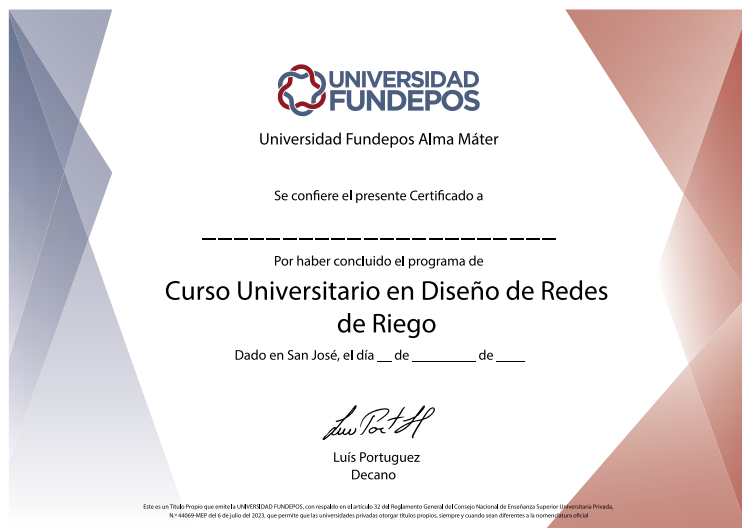 UNIVERSIDAD
FUNDEPOS
Universidad Fundepos Alma Máter
Se confiere el presente Certificado a
_______________________
Por haber concluido el programa de
Curso Universitario en Diseño de Redes
de Riego
Dado en San José, el día __ de ________ de ____
Luís Portuguez
Decano
Este es un Título Propio que emite la UNIVERSIDAD FUNDEPOS, con respaldo en el artículo 32 del Reglamento General del Consejo Nacional de Enseñanza Superior Universitaria Privada,
N.º 44069-MEP del 6 de julio del 2023, que permite que las universidades privadas otorgar títulos propios, siempre y cuando sean diferentes a la nomenclatura oficial